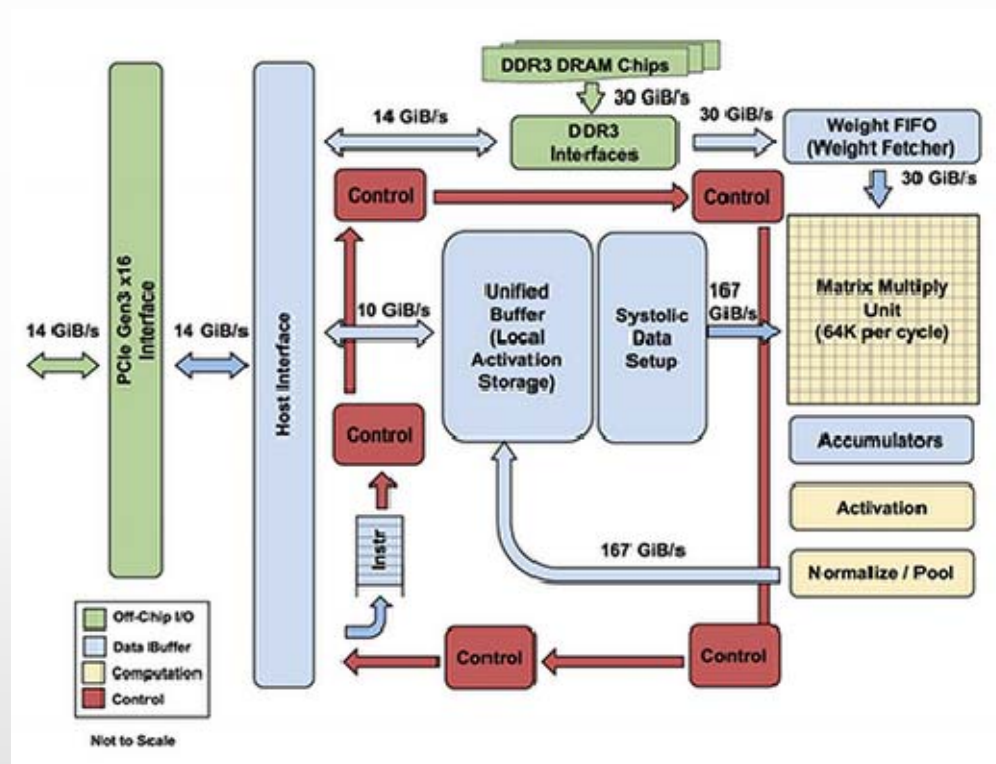 DDR3 DRAM Chips
30 GiB/s
14 GiB/s
DDR3
Interfaces
30 GiB/s
Weight FIFO
(Weight Fetcher)
30 GiB/s
Control
Control
PCIe Gen3 x16
Interface
Host Interface
14 GiB/s
14 GiB/s
10 GiB/s
Unified
Buffer
(Local
Activation
Storage)
Systolic
Data
Setup
167
GiB/s
Matrix Multiply
Unit
(64K per cycle)
Control
Accumulators
Activation
Instr
167 GiB/s
Normalize / Pool
Off-Chip I/O
Data Buffer
Computation
Control
Control
Control
Not to Scale